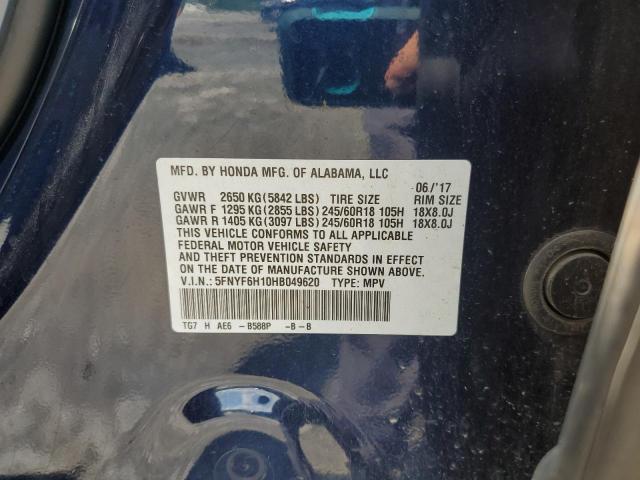 MFD. BY HONDA MFG. OF ALABAMA, LLC 06/'17
GVWR 2650 KG(5842 LBS) TIRE SIZE RIM SIZE
GAWR F 1295 KG(2855 LBS)245/60R18 105H 18X8.0J
GAWR R 1405 KG(3097 LBS)245/60R18 105H 18X8.0J
THIS VEHICLE CONFORMS TO ALL APPLICABLE
FEDERAL MOTOR VEHICLE SAFETY
AND THEFT PREVENTION STANDARDS IN EFFECT
ON THE DATE OF MANUFACTURE SHOWN ABOVE.
V.I.N.: 5FNYF6H10HB049620 TYPE: MPV
TG7 H AE6 -B588P -B-B